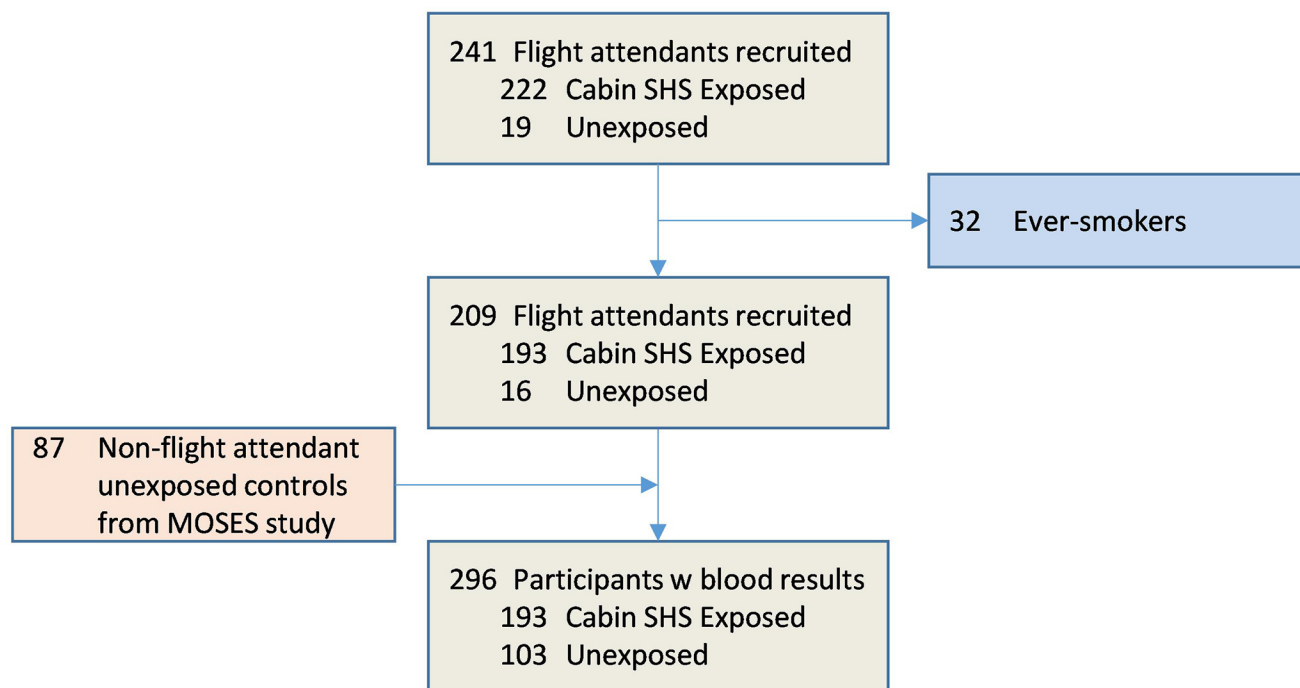 241 Flight attendants recruited
222 Cabin SHS Exposed
19 Unexposed
32 Ever-smokers
209 Flight attendants recruited
193 Cabin SHS Exposed
16 Unexposed
87 Non-flight attendant
unexposed controls
from MOSES study
296 Participants w blood results
193 Cabin SHS Exposed
103 Unexposed